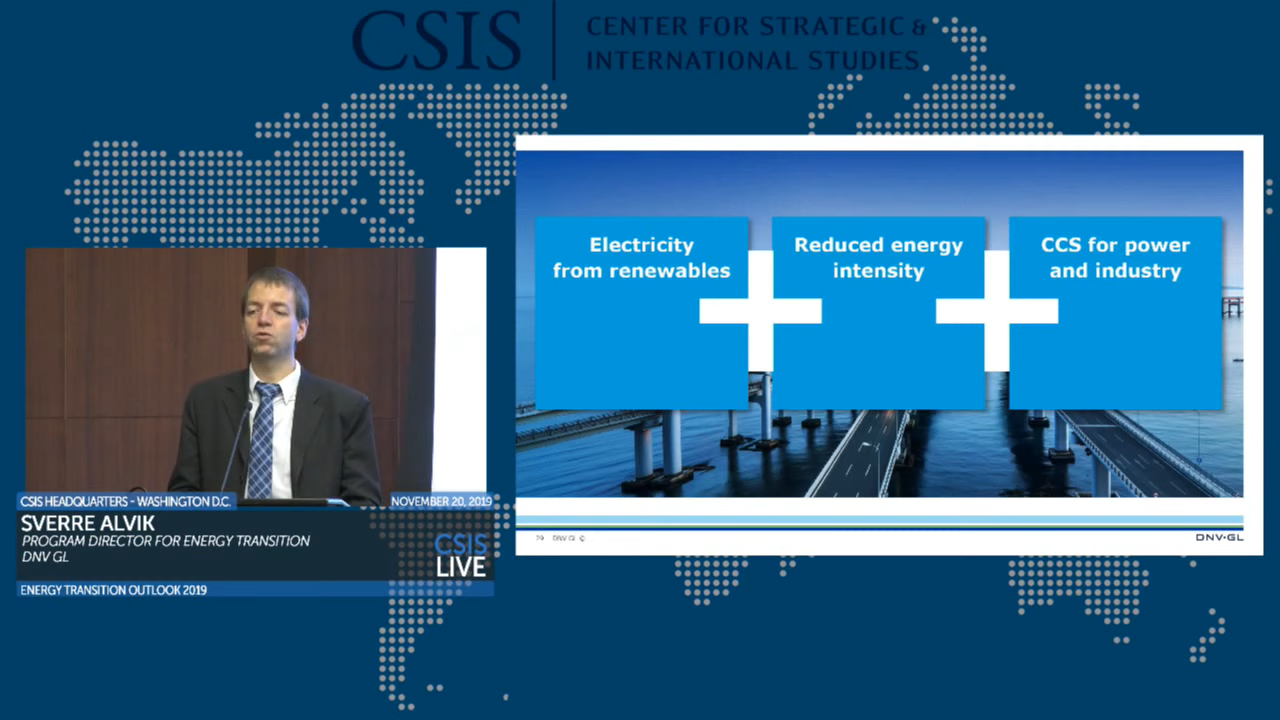 CSIS
CENTER FOR STRATEGIC &
INTERNATIONAL STUDIES
Electricity
from renewables
Reduced energy
intensity
CCS for power
and industry
DNV·GL
CSIS HEADQUARTERS - WASHINGTON D.C.
NOVEMBER 20, 2019
SVERRE ALVIK
PROGRAM DIRECTOR FOR ENERGY TRANSITION
DNV GL
CSIS
LIVE
ENERGY TRANSITION OUTLOOK 2019